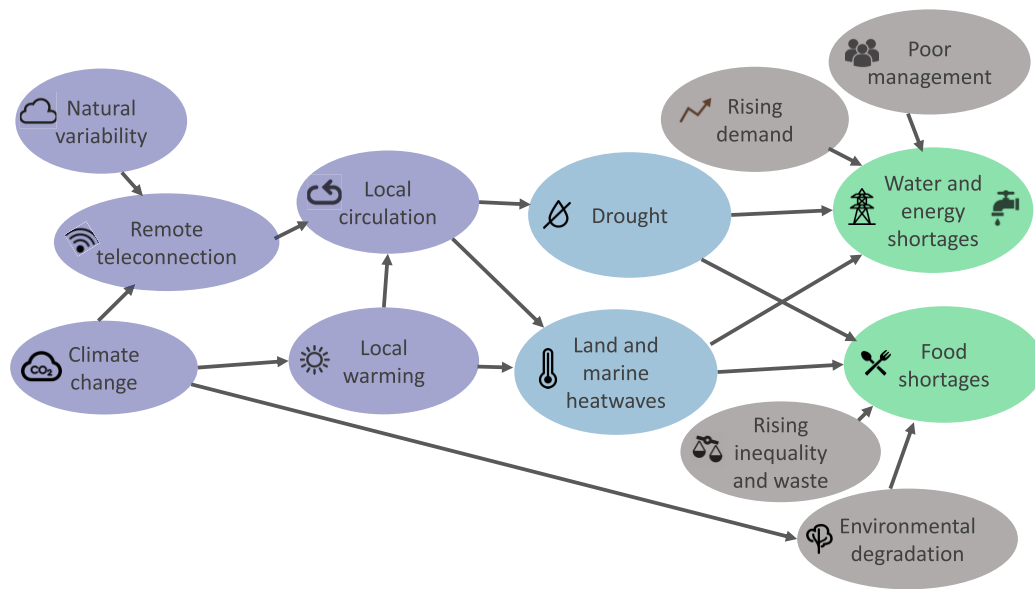 Natural
variability
Remote
teleconnection
Climate
change
CO₂
Local
circulation
Local
warming
Drought
Land and
marine
heatwaves
Rising
demand
Poor
management
Water and
energy
shortages
Food
shortages
Rising
inequality
and waste
Environmental
degradation